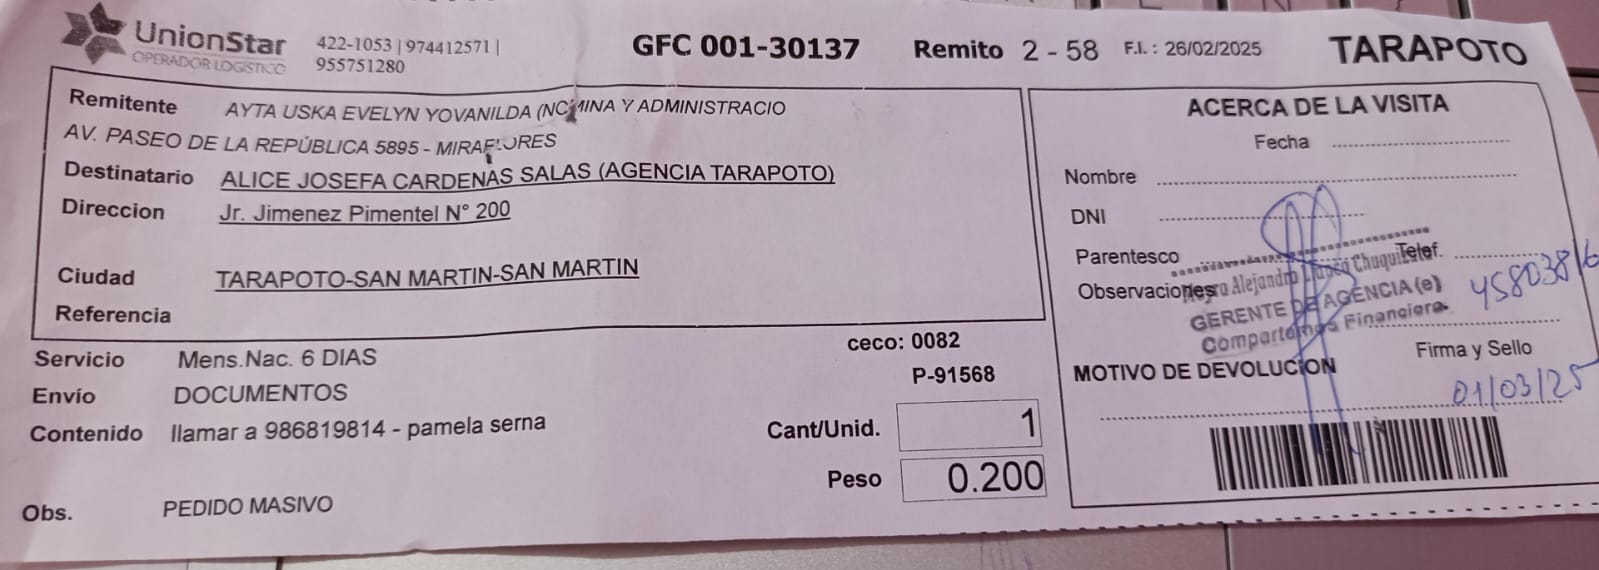 UnionStar
OPERADOR LOGÍSTICO
422-1053 | 974412571 |
955751280
GFC 001-30137
Remito 2 - 58
F.I. : 26/02/2025
TARAPOTO
Remitente AYTA USKA EVELYN YOVANILDA (NOMINA Y ADMINISTRACIO
AV. PASEO DE LA REPÚBLICA 5895 - MIRAFLORES
Destinatario ALICE JOSEFA CARDENAS SALAS (AGENCIA TARAPOTO)
Direccion Jr. Jimenez Pimentel N° 200
Ciudad TARAPOTO-SAN MARTIN-SAN MARTIN
Referencia
Servicio Mens.Nac. 6 DIAS
ceco: 0082
Envío DOCUMENTOS
P-91568
Contenido llamar a 986819814 - pamela serna
Cant/Unid. 1
Peso 0.200
Obs. PEDIDO MASIVO
ACERCA DE LA VISITA
Fecha
Nombre
DNI
Parentesco Telef.
Observaciones
Alejandro
GERENTE DE AGENCIA (e)
Compartamos Financiera
45803816
Firma y Sello
MOTIVO DE DEVOLUCION
01/03/25